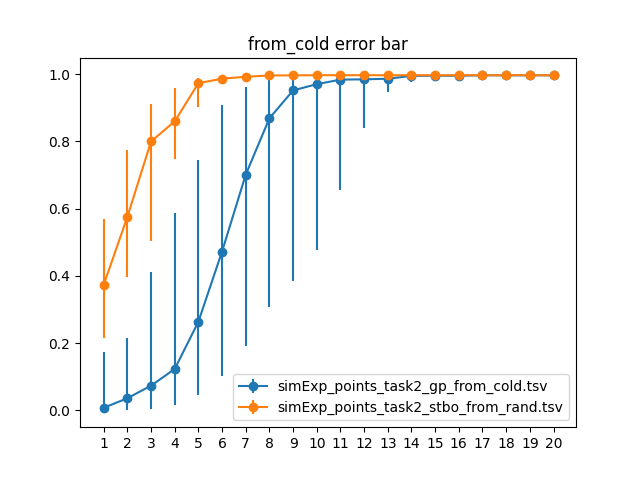 from_cold error bar
1.0
0.8
0.6
0.4
0.2
0.0
simExp_points_task2_gp_from_cold.tsv
simExp_points_task2_stbo_from_rand.tsv
1 2 3 4 5 6 7 8 9 10 11 12 13 14 15 16 17 18 19 20